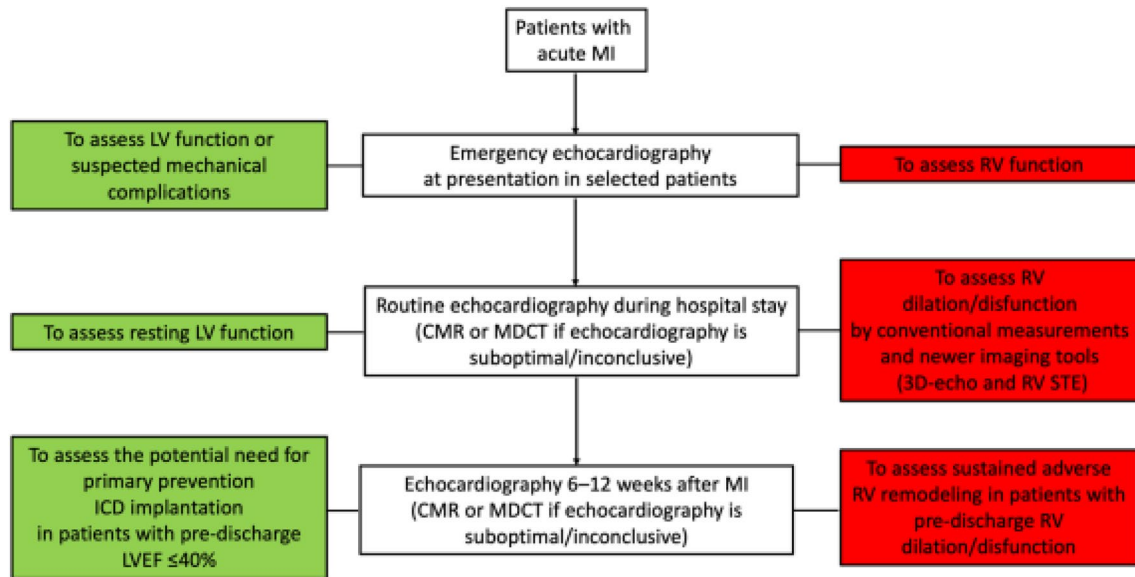 Patients with
acute MI
To assess LV function or
suspected mechanical
complications
Emergency echocardiography
at presentation in selected patients
To assess RV function
To assess resting LV function
Routine echocardiography during hospital stay
(CMR or MDCT if echocardiography is
suboptimal/inconclusive)
To assess RV
dilation/disfunction
by conventional measurements
and newer imaging tools
(3D-echo and RV STE)
To assess the potential need for
primary prevention
ICD implantation
in patients with pre-discharge
LVEF ≤40%
Echocardiography 6–12 weeks after MI
(CMR or MDCT if echocardiography is
suboptimal/inconclusive)
To assess sustained adverse
RV remodeling in patients with
pre-discharge RV
dilation/disfunction